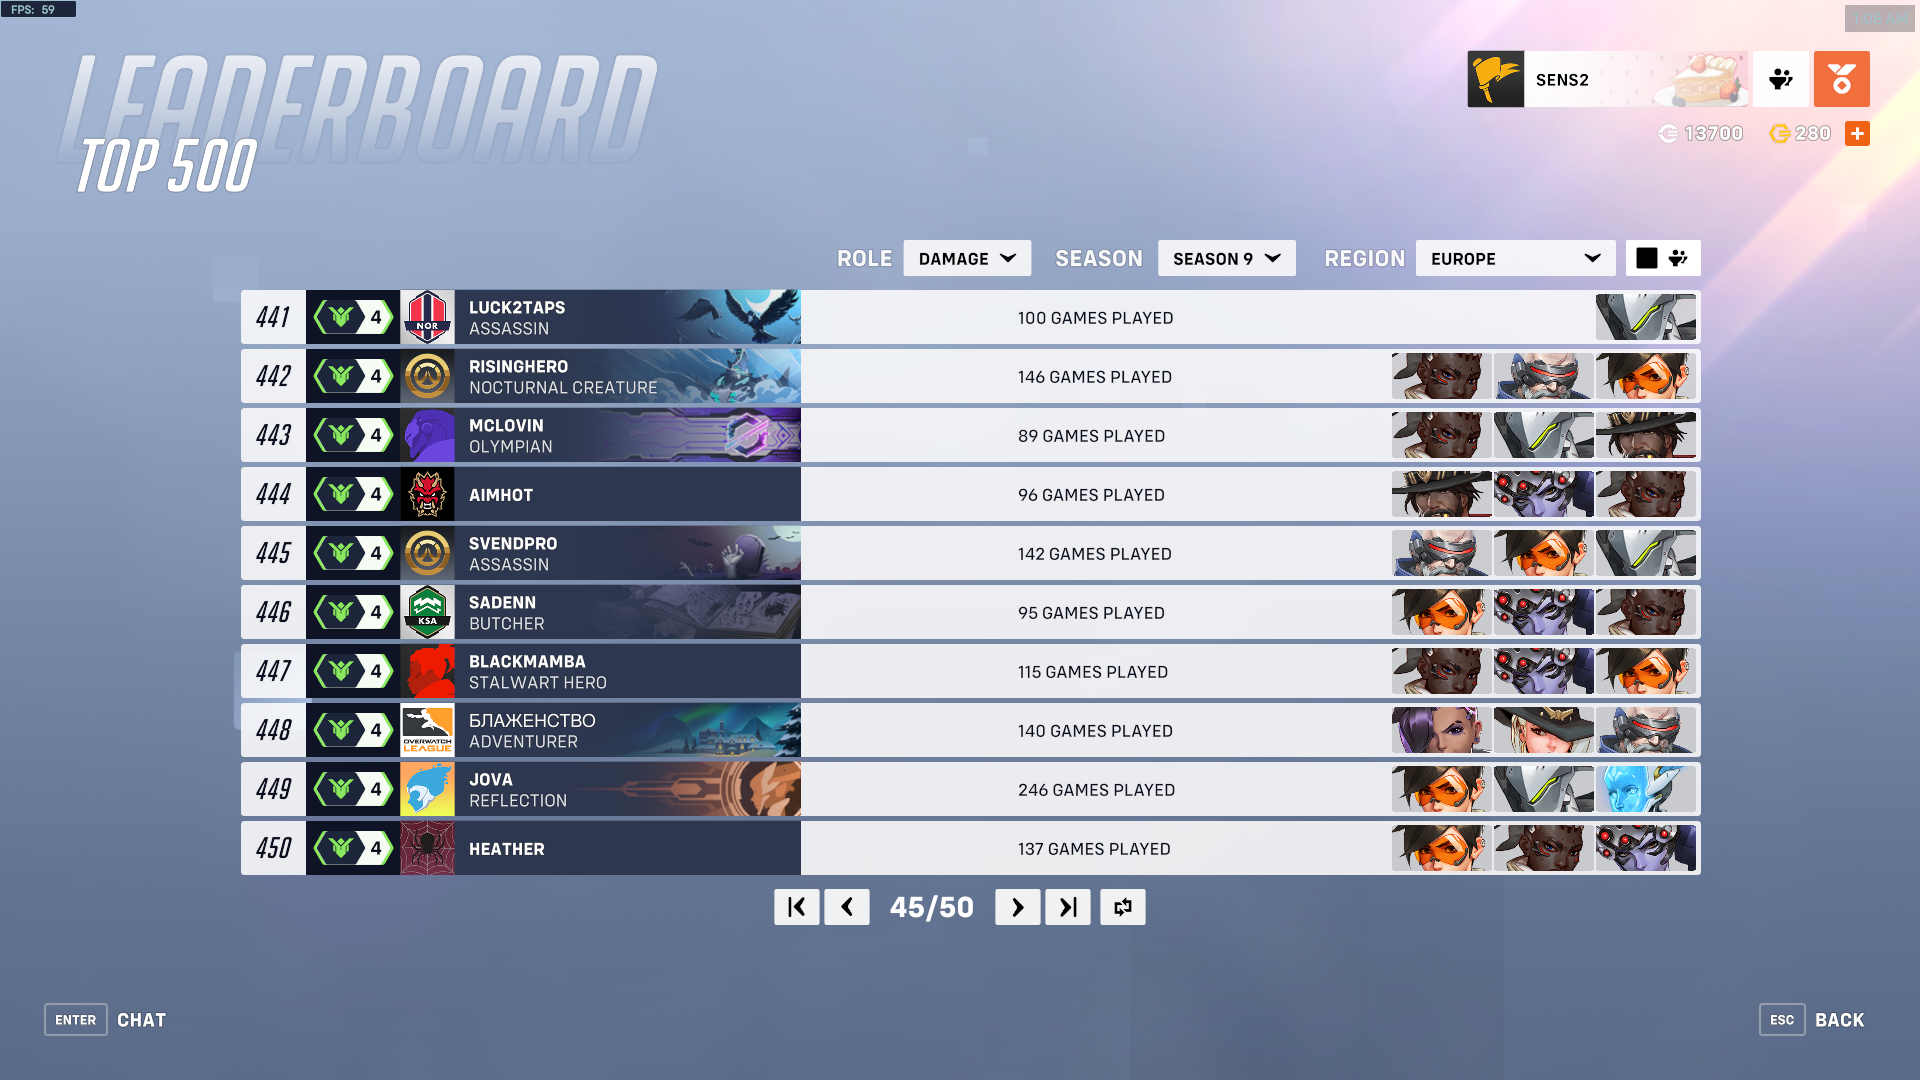 FPS: 59
1:08 AM
LEADERBOARD
TOP 500
SENS2
13700
280
ROLE DAMAGE SEASON SEASON 9 REGION EUROPE
441 4 NOR LUCK2TAPS ASSASSIN 100 GAMES PLAYED
442 4 RISINGHERO NOCTURNAL CREATURE 146 GAMES PLAYED
443 4 MCLOVIN OLYMPIAN 89 GAMES PLAYED
444 4 AIMHOT 96 GAMES PLAYED
445 4 SVENDPRO ASSASSIN 142 GAMES PLAYED
446 4 KSA SADENN BUTCHER 95 GAMES PLAYED
447 4 BLACKMAMBA STALWART HERO 115 GAMES PLAYED
448 4 OVERWATCH LEAGUE БЛАЖЕНСТВО ADVENTURER 140 GAMES PLAYED
449 4 JOVA REFLECTION 246 GAMES PLAYED
450 4 HEATHER 137 GAMES PLAYED
45/50
ENTER CHAT
ESC BACK